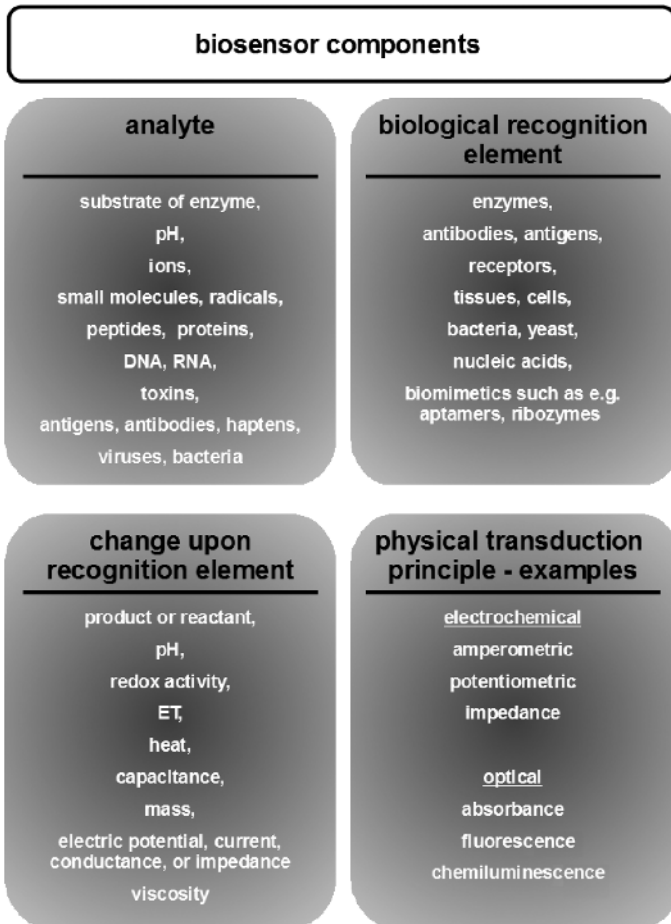 biosensor components
analyte
substrate of enzyme,
pH,
ions,
small molecules, radicals,
peptides, proteins,
DNA, RNA,
toxins,
antigens, antibodies, haptens,
viruses, bacteria
biological recognition
element
enzymes,
antibodies, antigens,
receptors,
tissues, cells,
bacteria, yeast,
nucleic acids,
biomimetics such as e.g.
aptamers, ribozymes
change upon
recognition element
product or reactant,
pH,
redox activity,
ET,
heat,
capacitance,
mass,
electric potential, current,
conductance, or impedance
viscosity
physical transduction
principle - examples
electrochemical
amperometric
potentiometric
impedance
optical
absorbance
fluorescence
chemiluminescence